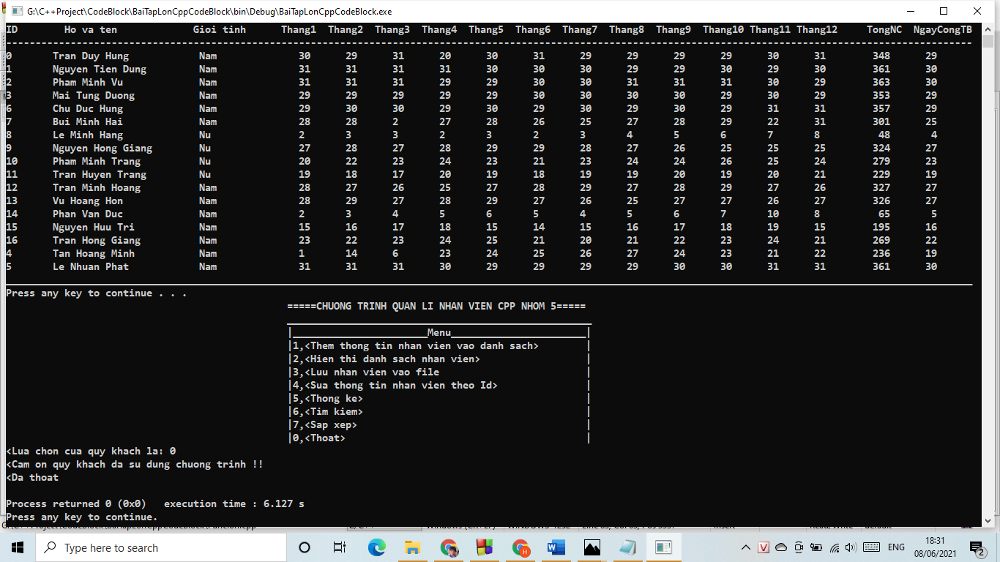 G:\C++Project\CodeBlock\BaiTapLonCppCodeBlock\bin\Debug\BaiTapLonCppCodeBlock.exe
ID Ho va ten Gioi tinh Thang1 Thang2 Thang3 Thang4 Thang5 Thang6 Thang7 Thang8 Thang9 Thang10 Thang11 Thang12 TongNC NgayCongTB
0 Tran Duy Hung Nam 30 29 31 20 30 31 29 29 29 29 30 31 348 29
1 Nguyen Tien Dung Nam 31 31 31 31 30 30 30 29 29 30 29 30 361 30
2 Pham Minh Vu Nam 31 31 31 29 29 30 30 31 31 31 30 29 363 30
3 Mai Tung Duong Nam 29 29 29 29 29 30 30 30 30 29 30 29 353 29
6 Chu Duc Hung Nam 29 30 30 29 30 29 30 29 30 29 31 31 357 29
7 Bui Minh Hai Nam 28 28 2 27 28 26 25 27 28 29 22 31 301 25
8 Le Minh Hang Nu 2 3 3 2 3 2 3 4 5 6 7 8 48 4
9 Nguyen Hong Giang Nu 27 28 27 28 29 29 28 27 26 25 25 25 324 27
10 Pham Minh Trang Nu 20 22 23 24 23 21 23 24 24 26 25 24 279 23
11 Tran Huyen Trang Nu 19 18 17 20 19 18 19 19 20 19 20 21 229 19
12 Tran Minh Hoang Nam 28 27 26 25 27 28 29 27 28 29 27 26 327 27
13 Vu Hoang Hon Nam 28 29 27 28 29 27 26 25 27 27 26 27 326 27
14 Phan Van Duc Nam 2 3 4 5 6 5 4 5 6 7 10 8 65 5
15 Nguyen Huu Tri Nam 15 16 17 18 15 14 15 16 17 18 19 15 195 16
16 Tran Hong Giang Nam 23 22 23 24 25 21 20 21 22 23 24 21 269 22
4 Tan Hoang Minh Nam 1 14 6 23 24 25 26 27 24 23 21 22 236 19
5 Le Nhuan Phat Nam 31 31 31 30 29 29 29 29 30 30 31 31 361 30
Press any key to continue . . .
=====CHUONG TRINH QUAN LI NHAN VIEN CPP NHOM 5=====
|_______________________Menu_______________________|
|1,<Them thong tin nhan vien vao danh sach> |
|2,<Hien thi danh sach nhan vien> |
|3,<Luu nhan vien vao file |
|4,<Sua thong tin nhan vien theo Id> |
|5,<Thong ke> |
|6,<Tim kiem> |
|7,<Sap xep> |
|0,<Thoat> |
<Lua chon cua quy khach la: 0
<Cam on quy khach da su dung chuong trinh !!
<Da thoat
Process returned 0 (0x0) execution time : 6.127 s
Press any key to continue.
Type here to search
ENG
18:31
08/06/2021
2